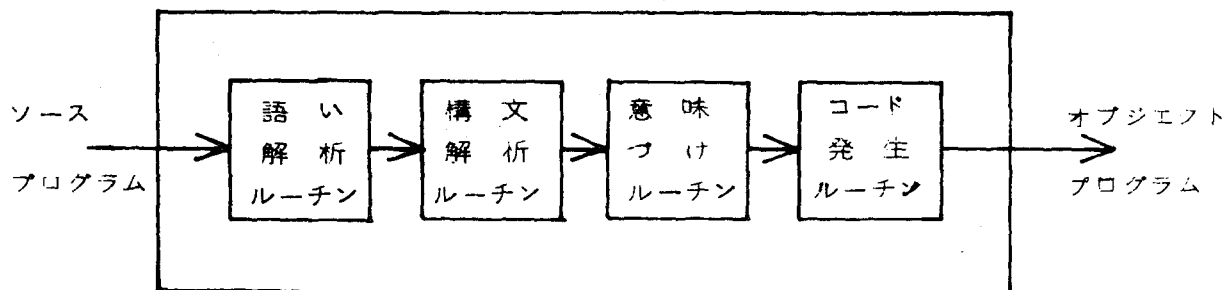 ソース
プログラム
語い
解析
ルーチン
構文
解析
ルーチン
意味
づけ
ルーチン
コード
発生
ルーチン
オブジェクト
プログラム